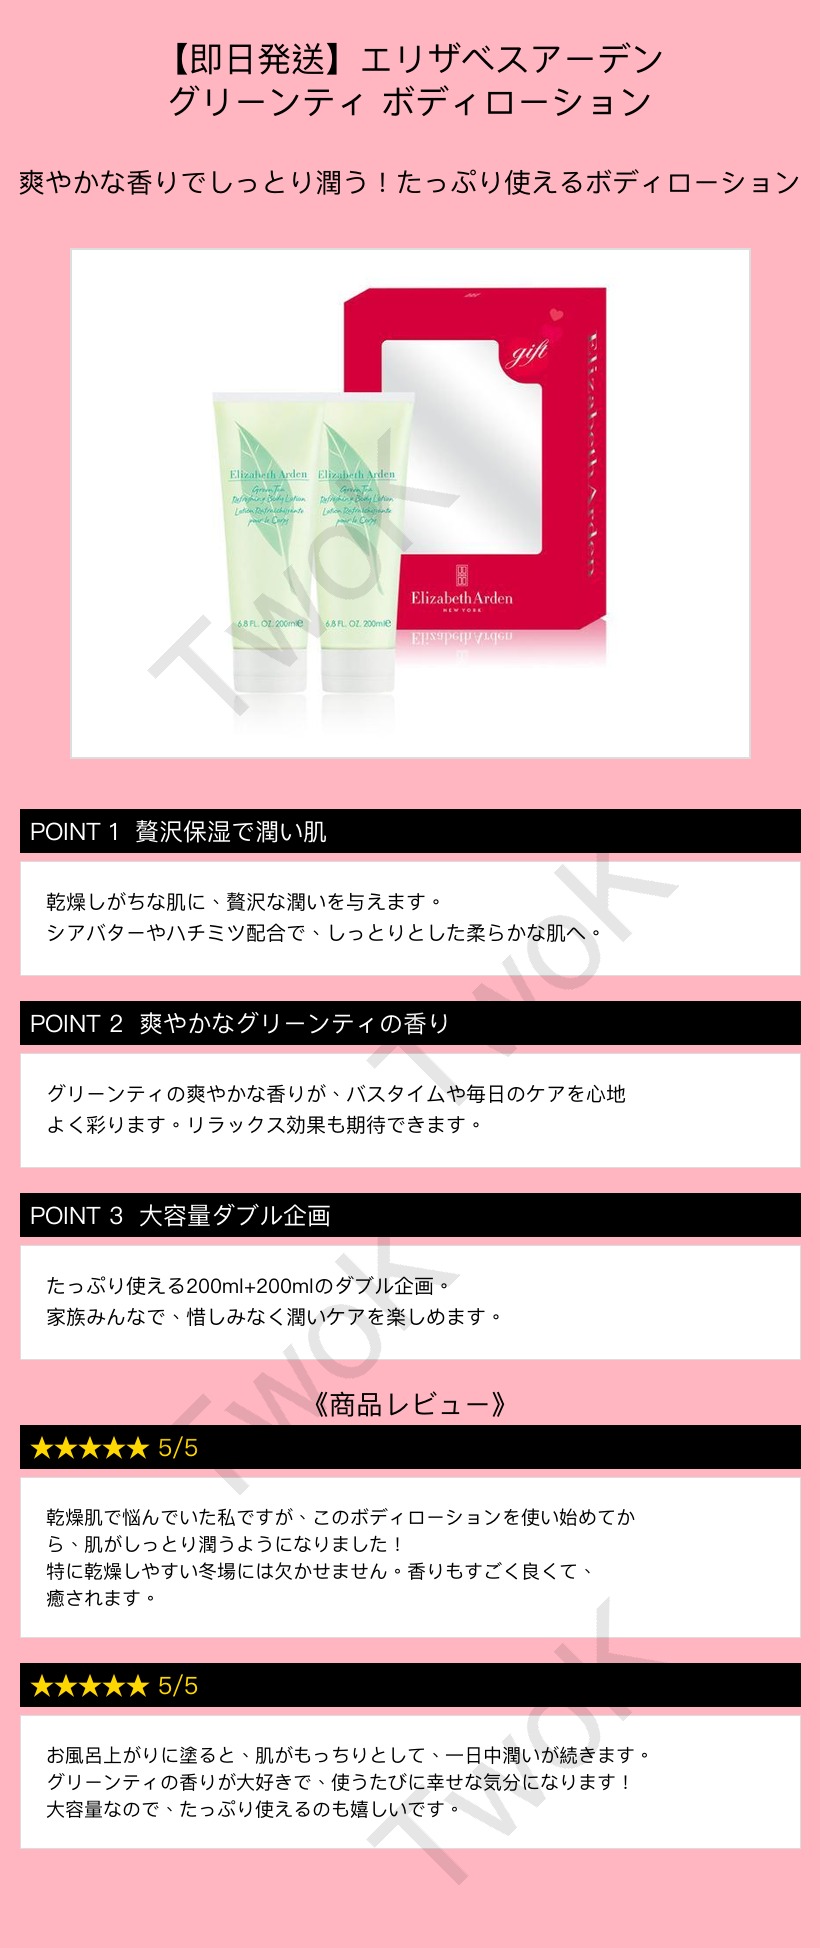 【即日発送】エリザベスアーデン
グリーンティ ボディローション
爽やかな香りでしっとり潤う！たっぷり使えるボディローション
gift
Elizabeth Arden
Elizabeth Arden
Green Tea
Refreshing Body Lotion
Lotion Rafraîchissante
pour le Corps
6.8 FL. OZ. 200ml℮
Elizabeth Arden
Green Tea
Refreshing Body Lotion
Lotion Rafraîchissante
pour le Corps
6.8 FL. OZ. 200ml℮
Elizabeth Arden
NEW YORK
TwoK
POINT 1 贅沢保湿で潤い肌
乾燥しがちな肌に、贅沢な潤いを与えます。
シアバターやハチミツ配合で、しっとりとした柔らかな肌へ。
TwoK
POINT 2 爽やかなグリーンティの香り
グリーンティの爽やかな香りが、バスタイムや毎日のケアを心地
よく彩ります。リラックス効果も期待できます。
POINT 3 大容量ダブル企画
たっぷり使える200ml+200mlのダブル企画。
家族みんなで、惜しみなく潤いケアを楽しめます。
TwoK
《商品レビュー》
★★★★★ 5/5
乾燥肌で悩んでいた私ですが、このボディローションを使い始めてか
ら、肌がしっとり潤うようになりました！
特に乾燥しやすい冬場には欠かせません。香りもすごく良くて、
癒されます。
★★★★★ 5/5
お風呂上がりに塗ると、肌がもっちりとして、一日中潤いが続きます。
グリーンティの香りが大好きで、使うたびに幸せな気分になります！
大容量なので、たっぷり使えるのも嬉しいです。
TwoK